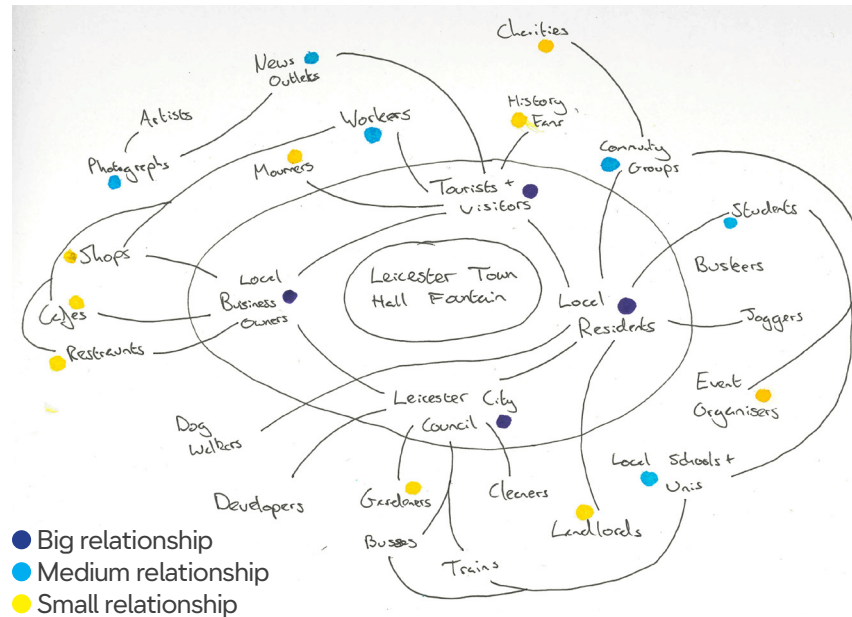 Charities
News
Outlets
History
Fans
Artists
Workers
Community
Groups
Photographs
Mourners
Tourists +
Visitors
Students
Shops
Buskers
Local
Business
Owners
Leicester Town
Hall Fountain
Local
Residents
Cafes
Joggers
Restraunts
Event
Organisers
Leicester City
Council
Dog
Walkers
Local Schools +
Unis
Developers
Gardeners
Cleaners
Landlords
Busses
Trains
Big relationship
Medium relationship
Small relationship